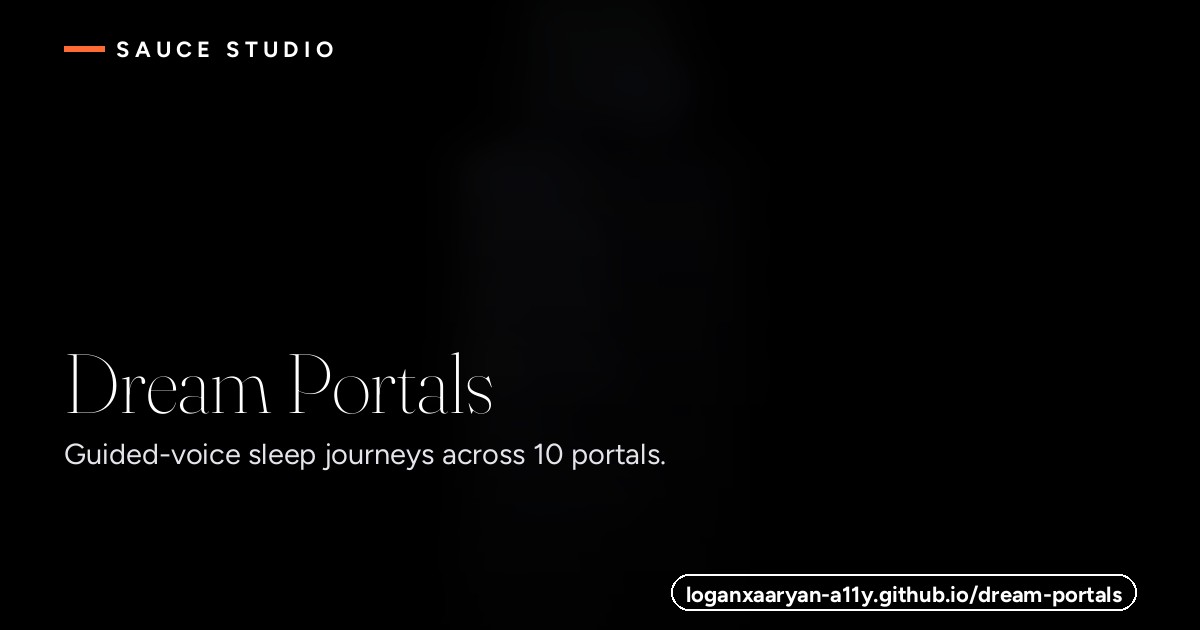 SAUCE STUDIO
Dream Portals
Guided-voice sleep journeys across 10 portals.
loganxaaryan-a11y.github.io/dream-portals